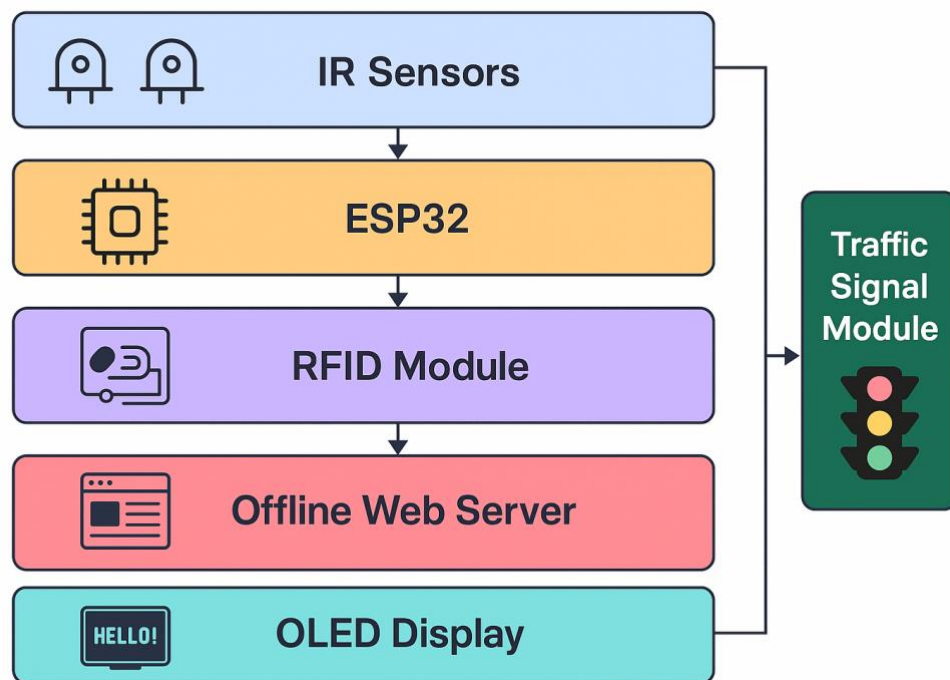 IR Sensors
ESP32
RFID Module
Offline Web Server
HELLO!
OLED Display
Traffic
Signal
Module